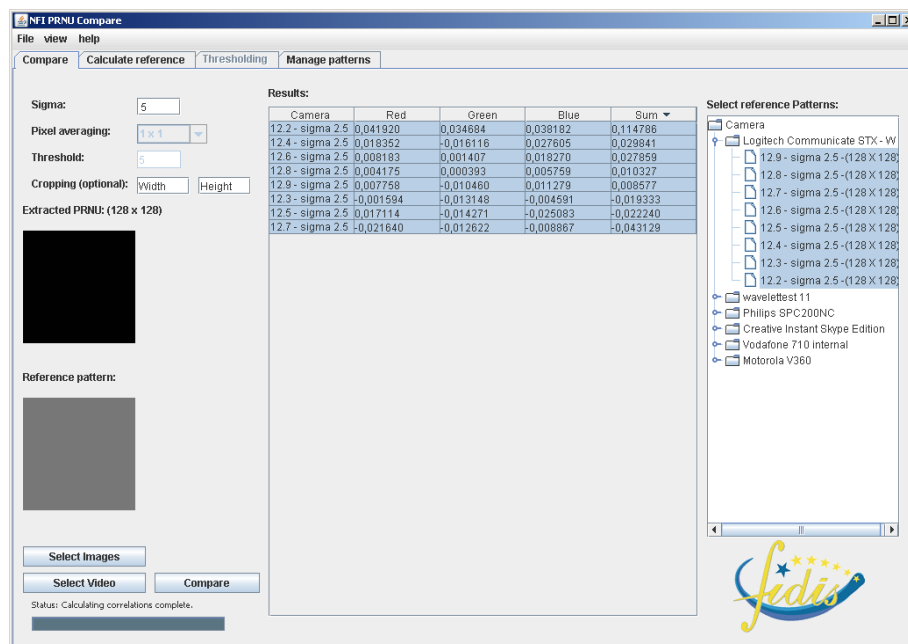 NFI PRNU Compare
File view help
Compare Calculate reference Thresholding Manage patterns
Sigma: 5
Pixel averaging: 1 x 1
Threshold: 5
Cropping (optional): Width Height
Extracted PRNU: (128 x 128)
Reference pattern:
Select Images
Select Video Compare
Status: Calculating correlations complete.
Results:
Camera Red Green Blue Sum
12.2 - sigma 2.5 0,041920 0,034684 0,038182 0,114786
12.4 - sigma 2.5 0,018352 -0,016116 0,027605 0,029841
12.6 - sigma 2.5 0,008183 0,001407 0,018270 0,027859
12.8 - sigma 2.5 0,004175 0,000393 0,005759 0,010327
12.9 - sigma 2.5 0,007758 -0,010460 0,011279 0,008577
12.3 - sigma 2.5 -0,001594 -0,013148 -0,004591 -0,019333
12.5 - sigma 2.5 0,017114 -0,014271 -0,025083 -0,022240
12.7 - sigma 2.5 -0,021640 -0,012622 -0,008867 -0,043129
Select reference Patterns:
Camera
Logitech Communicate STX - W
12.9 - sigma 2.5 -(128 X 128)
12.8 - sigma 2.5 -(128 X 128)
12.7 - sigma 2.5 -(128 X 128)
12.6 - sigma 2.5 -(128 X 128)
12.5 - sigma 2.5 -(128 X 128)
12.4 - sigma 2.5 -(128 X 128)
12.3 - sigma 2.5 -(128 X 128)
12.2 - sigma 2.5 -(128 X 128)
wavelettest 11
Philips SPC200NC
Creative Instant Skype Edition
Vodafone 710 internal
Motorola V360
fidis